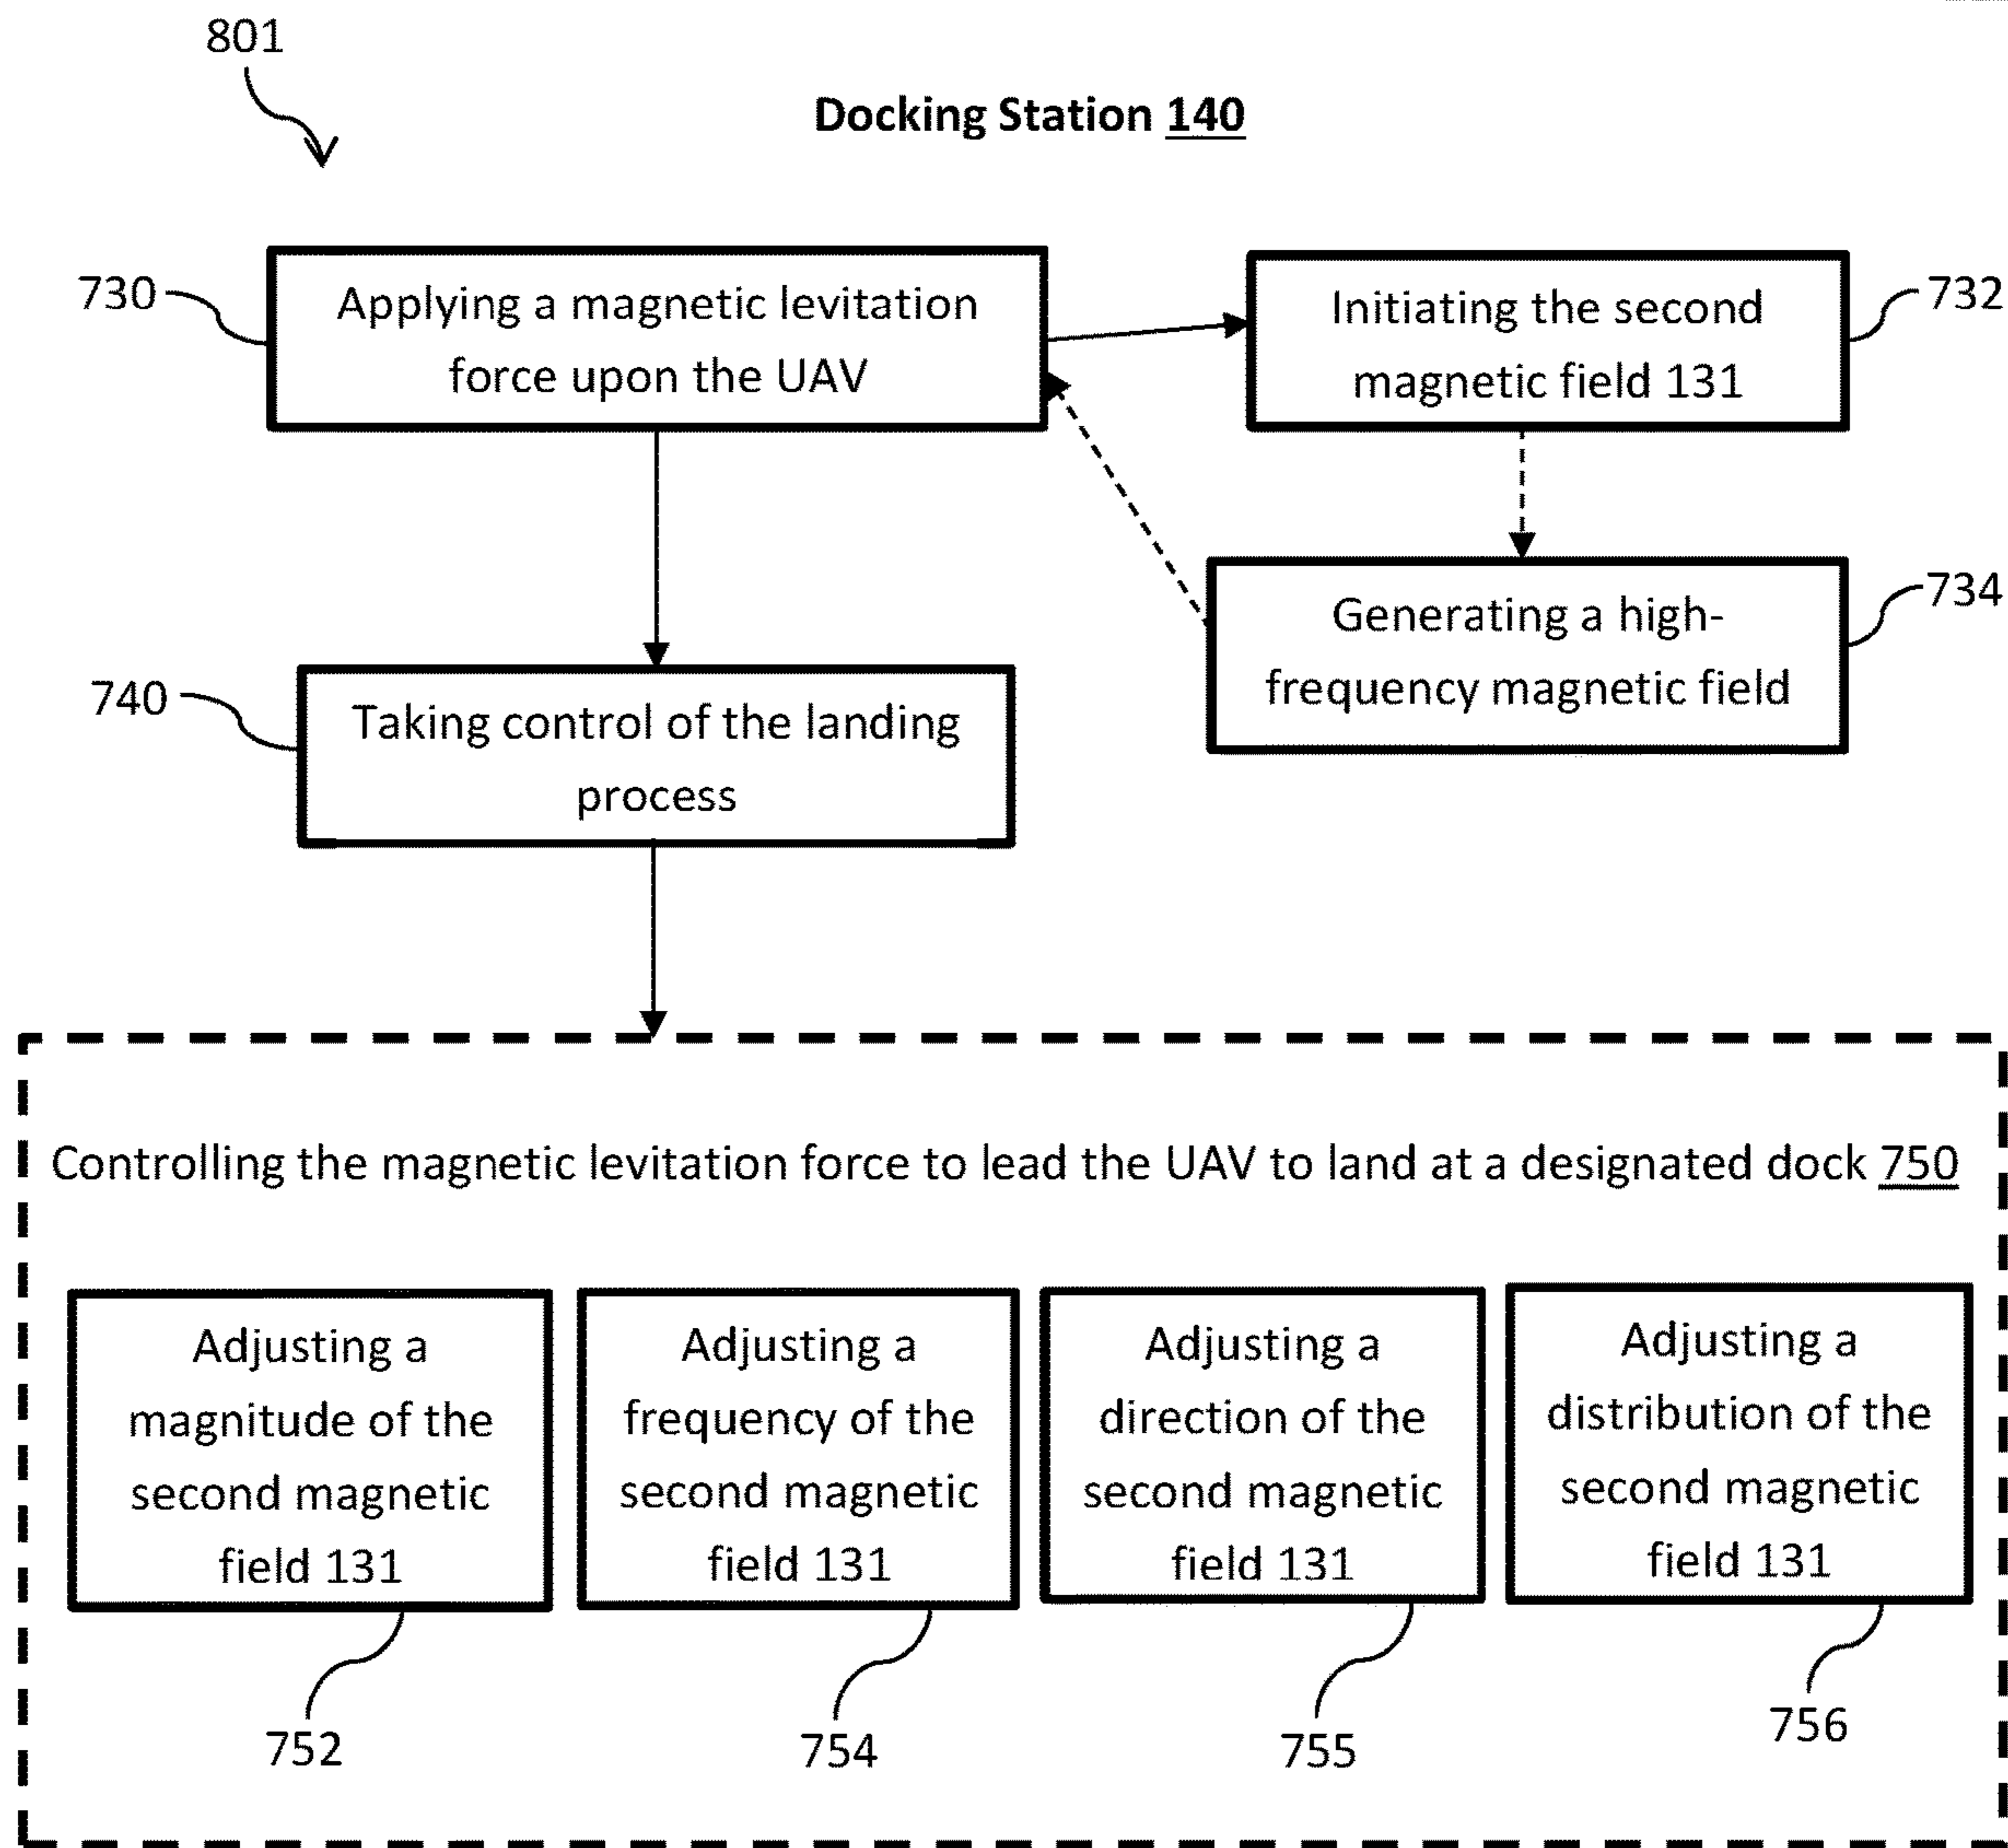 801
Docking Station 140
730
Applying a magnetic levitation
force upon the UAV
Initiating the second
magnetic field 131
732
Generating a high-
frequency magnetic field
734
740
Taking control of the landing
process
Controlling the magnetic levitation force to lead the UAV to land at a designated dock 750
Adjusting a
magnitude of the
second magnetic
field 131
752
Adjusting a
frequency of the
second magnetic
field 131
754
Adjusting a
direction of the
second magnetic
field 131
755
Adjusting a
distribution of the
second magnetic
field 131
756